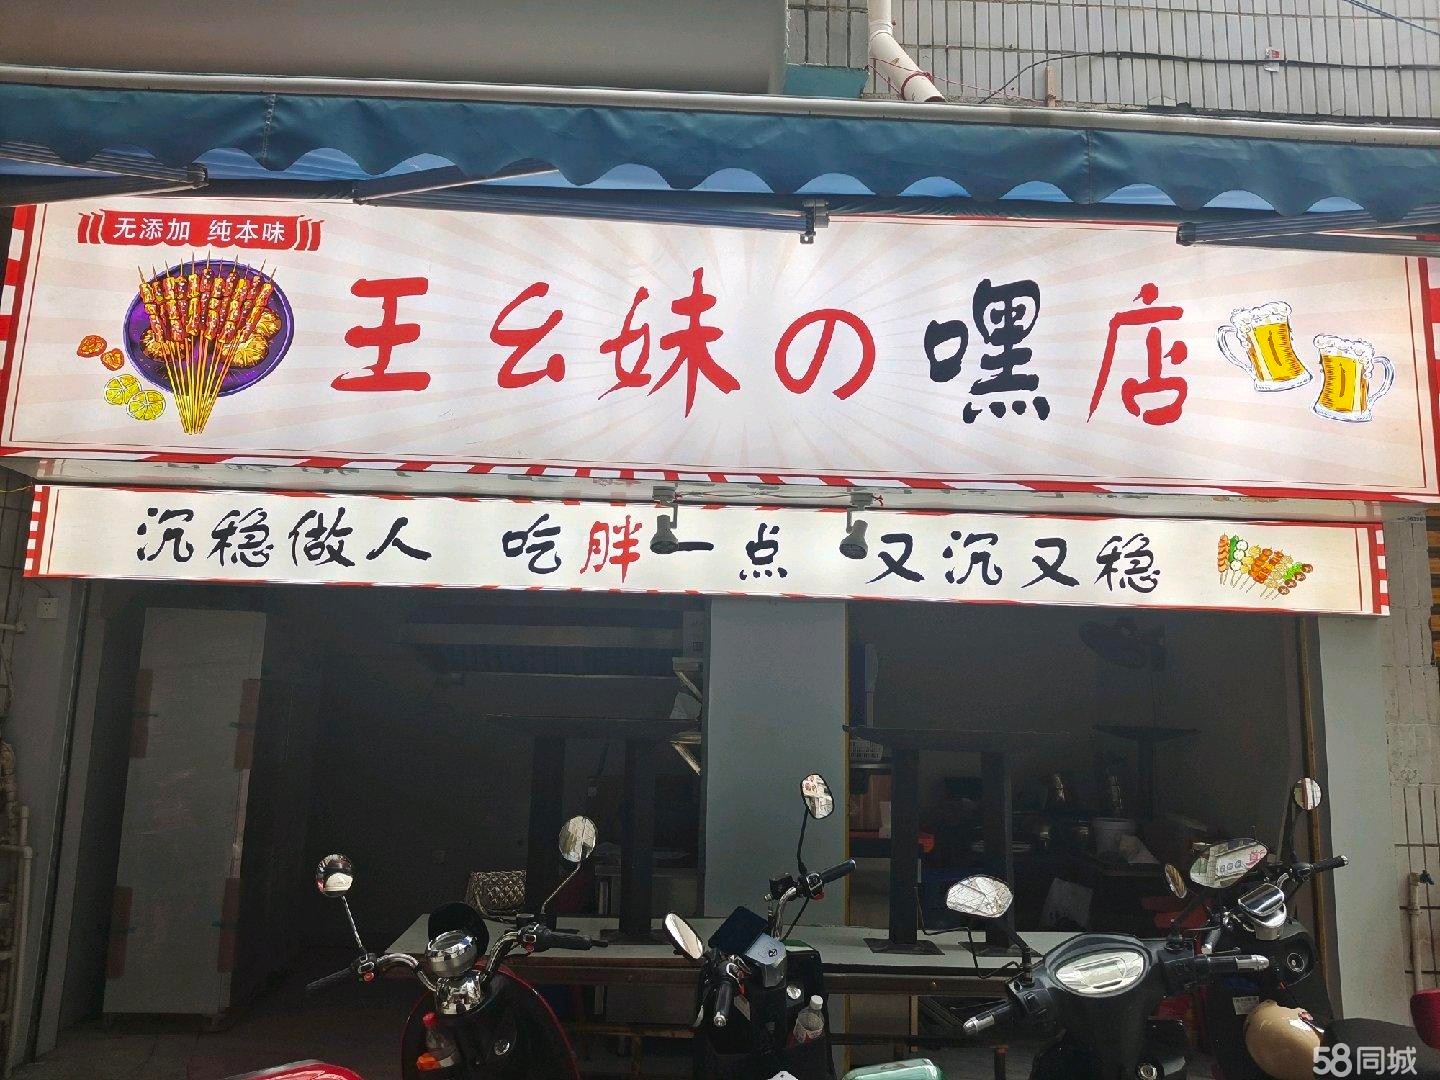 无添加 纯本味
王幺妹の嘿店
沉稳做人 吃胖一点 又沉又稳
58同城